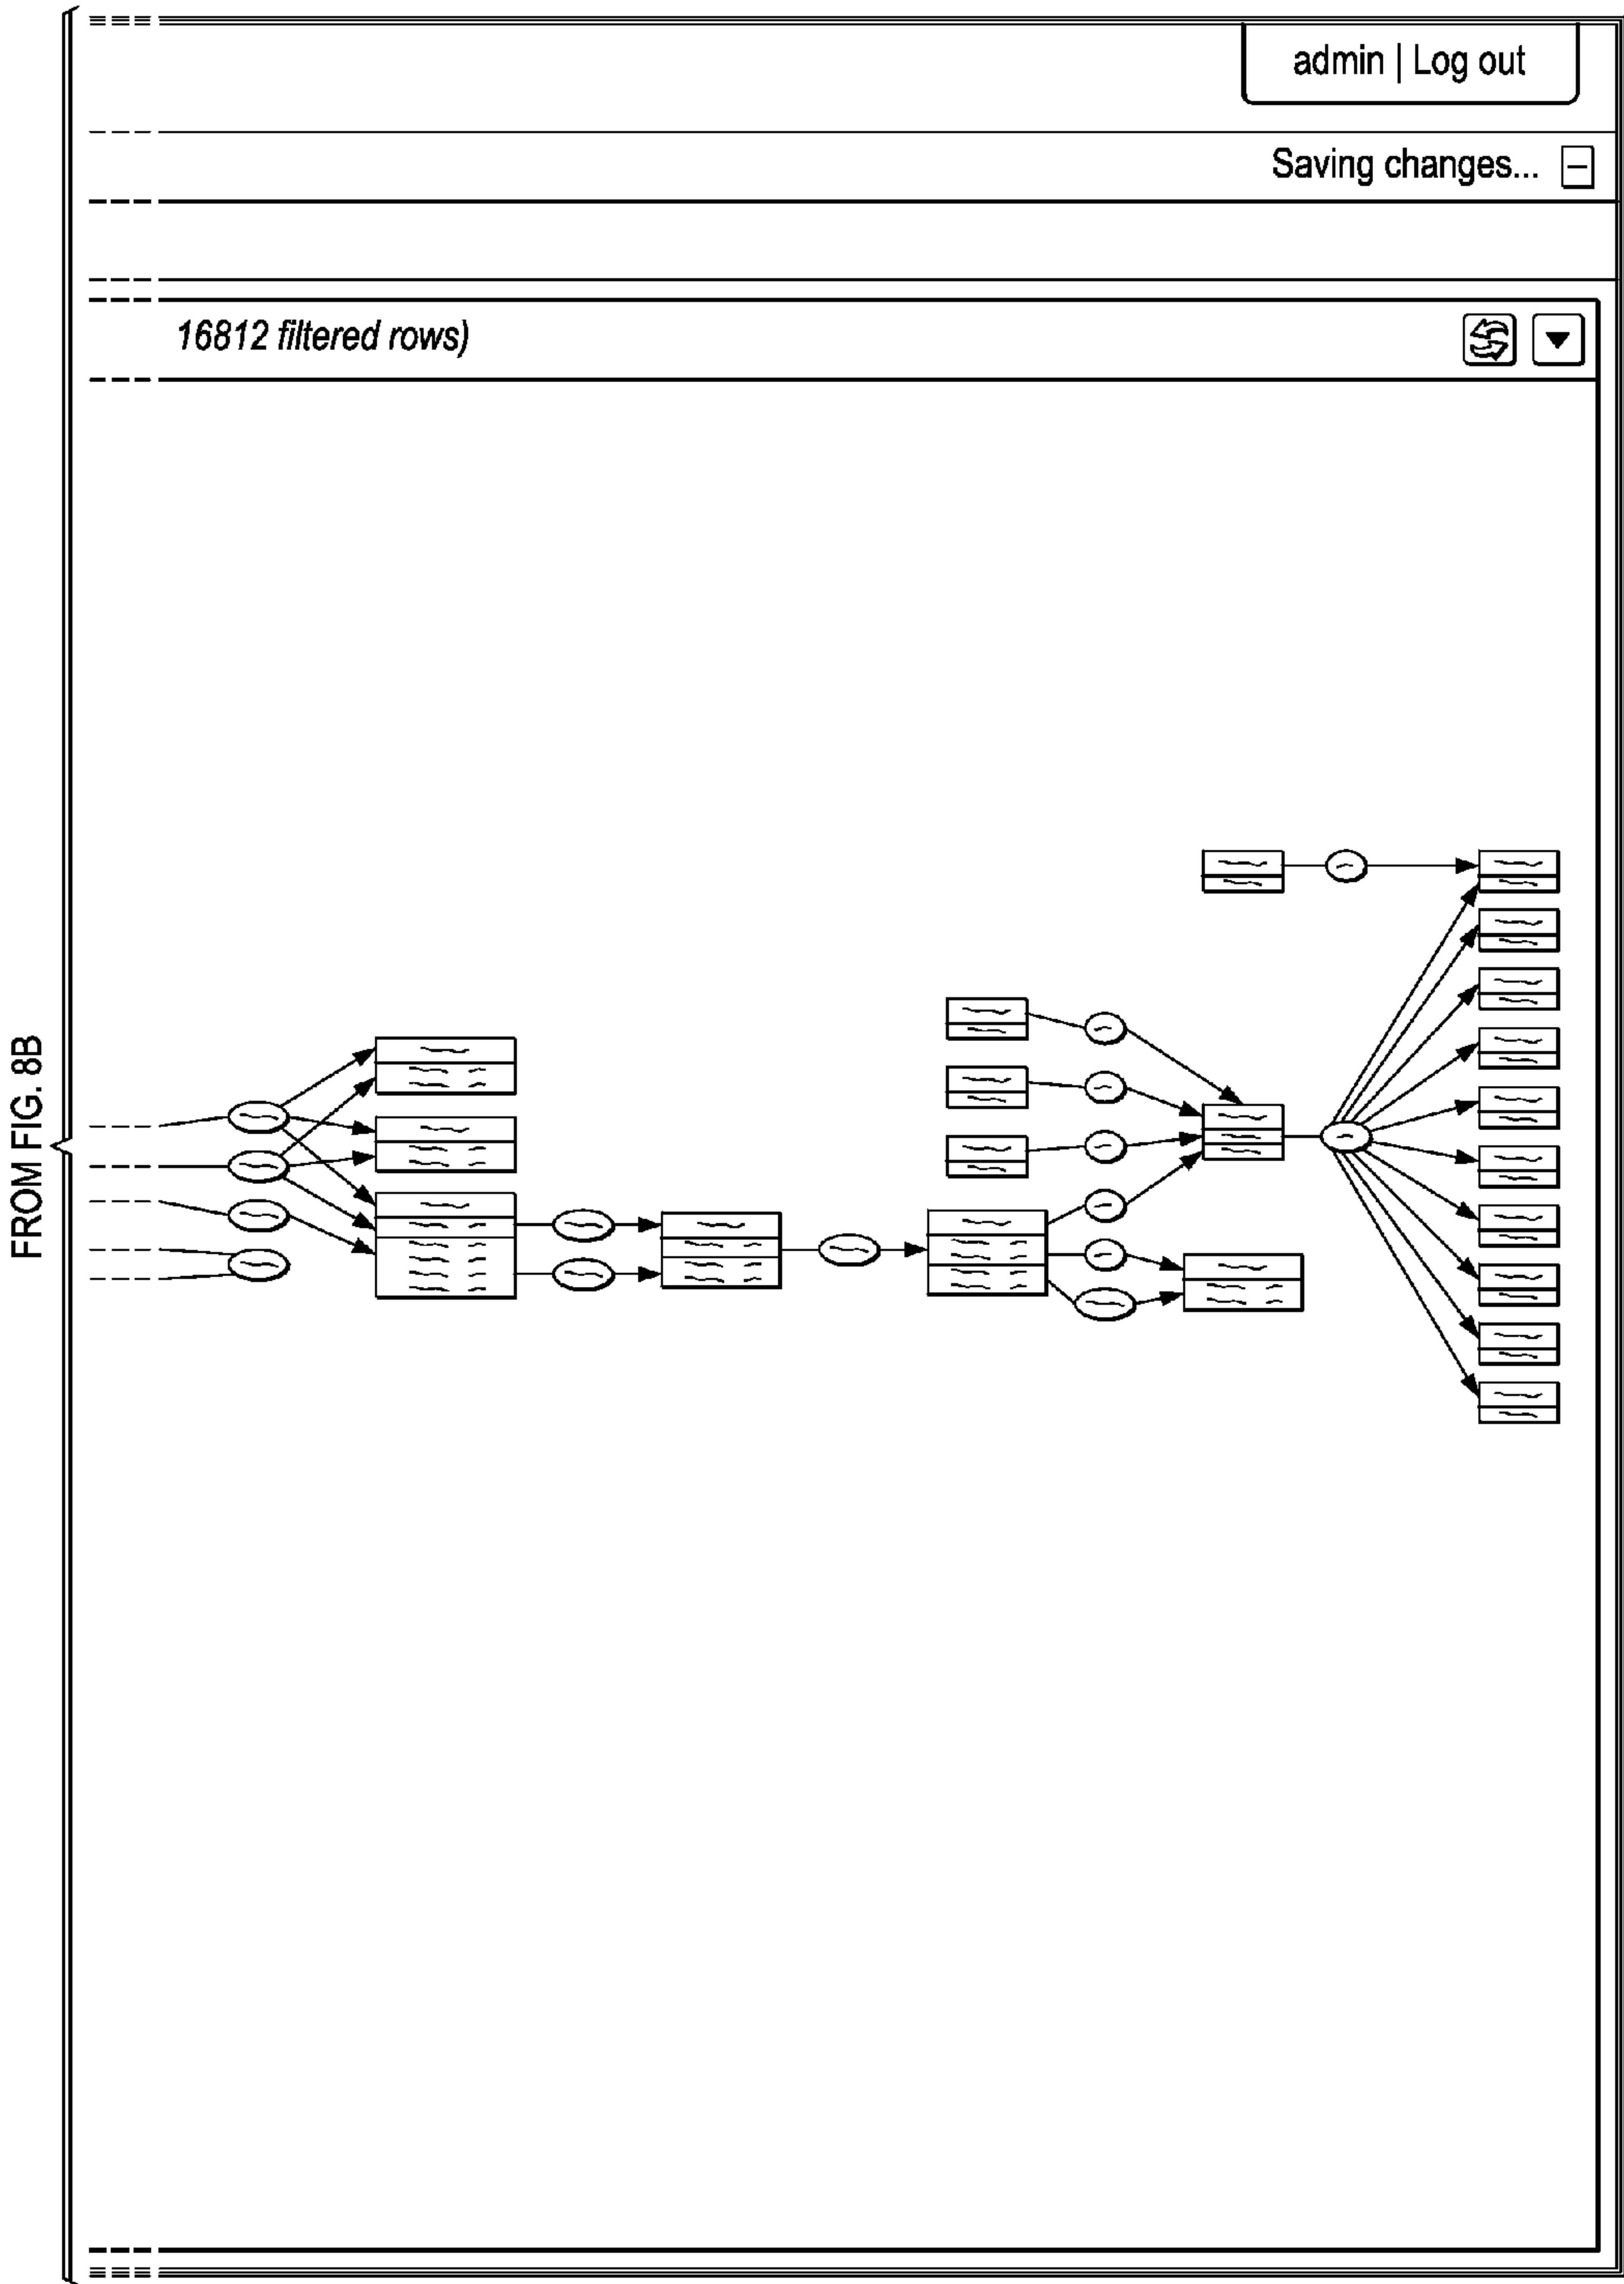 admin | Log out
Saving changes...
16812 filtered rows)
FROM FIG. 8B